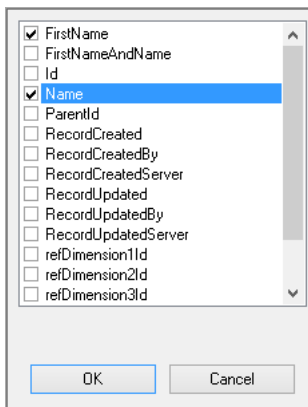 FirstName
FirstNameAndName
Id
Name
ParentId
RecordCreated
RecordCreatedBy
RecordCreatedServer
RecordUpdated
RecordUpdatedBy
RecordUpdatedServer
refDimension1Id
refDimension2Id
refDimension3Id
OK Cancel